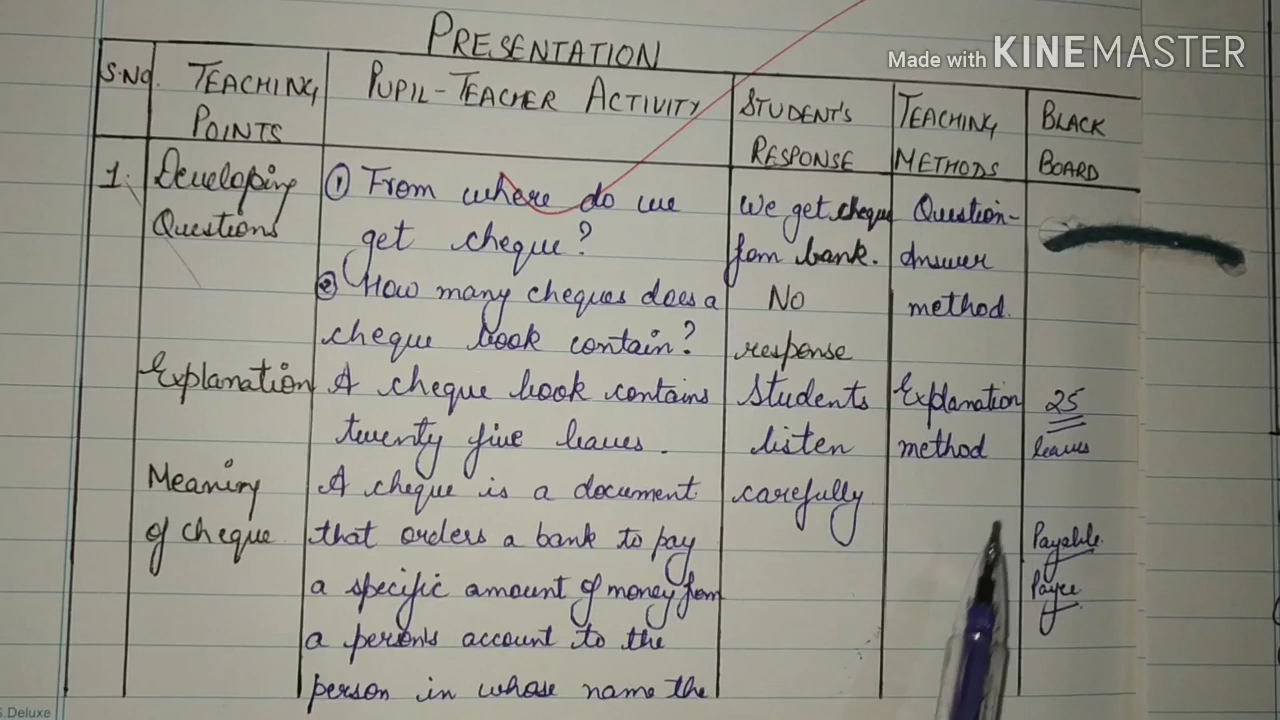 Made with KINEMASTER
PRESENTATION
S.No. TEACHING POINTS PUPIL-TEACHER ACTIVITY STUDENT'S RESPONSE TEACHING METHODS BLACK BOARD
1. Developing Questions
① From where do we
get cheque?
② How many cheques does a
cheque book contain?
We get cheque
from bank.
No
response
Question-
Answer
method.
Explanation
A cheque book contains
twenty five leaves.
Students
listen
carefully
Explanation
method
25
leaves
Meaning
of cheque
A cheque is a document
that orders a bank to pay
a specific amount of money from
a person's account to the
person in whose name the
Payable
Payee
S.Deluxe